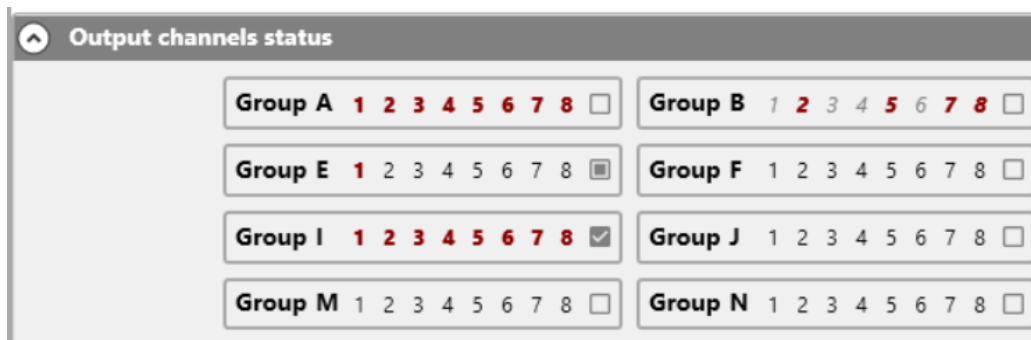 Output channels status
Group A 1 2 3 4 5 6 7 8
Group B 1 2 3 4 5 6 7 8
Group E 1 2 3 4 5 6 7 8
Group F 1 2 3 4 5 6 7 8
Group I 1 2 3 4 5 6 7 8
Group J 1 2 3 4 5 6 7 8
Group M 1 2 3 4 5 6 7 8
Group N 1 2 3 4 5 6 7 8